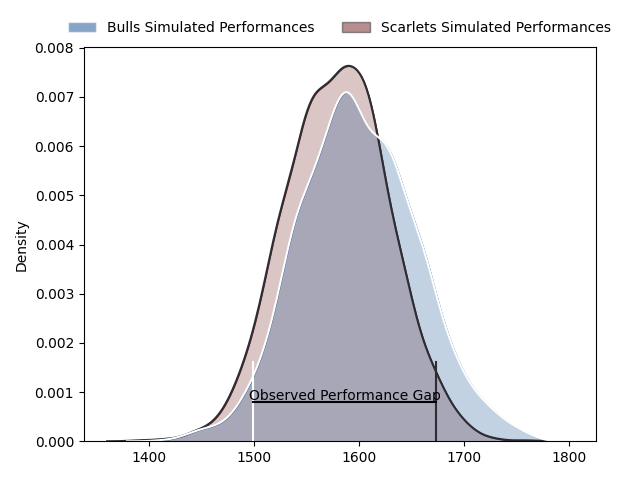 Bulls Simulated Performances Scarlets Simulated Performances
0.008
0.007
0.006
0.005
0.004
0.003
0.002
0.001
0.000
Density
Observed Performance Gap
1400 1500 1600 1700 1800